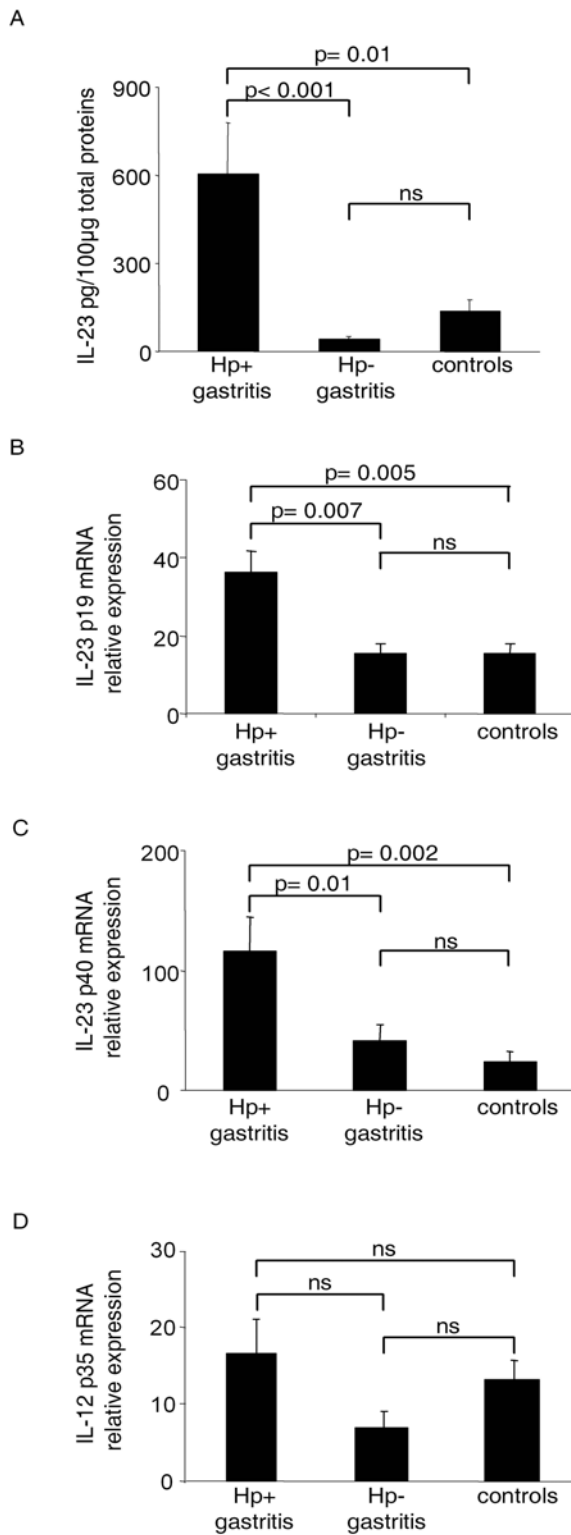 A
p= 0.01
p< 0.001
ns
IL-23 pg/100µg total proteins
900
600
300
0
Hp+
gastritis
Hp-
gastritis
controls
B
p= 0.005
p= 0.007
ns
IL-23 p19 mRNA
relative expression
60
40
20
0
Hp+
gastritis
Hp-
gastritis
controls
C
p= 0.002
p= 0.01
ns
IL-23 p40 mRNA
relative expression
200
100
0
Hp+
gastritis
Hp-
gastritis
controls
D
ns
ns
ns
IL-12 p35 mRNA
relative expression
30
20
10
0
Hp+
gastritis
Hp-
gastritis
controls